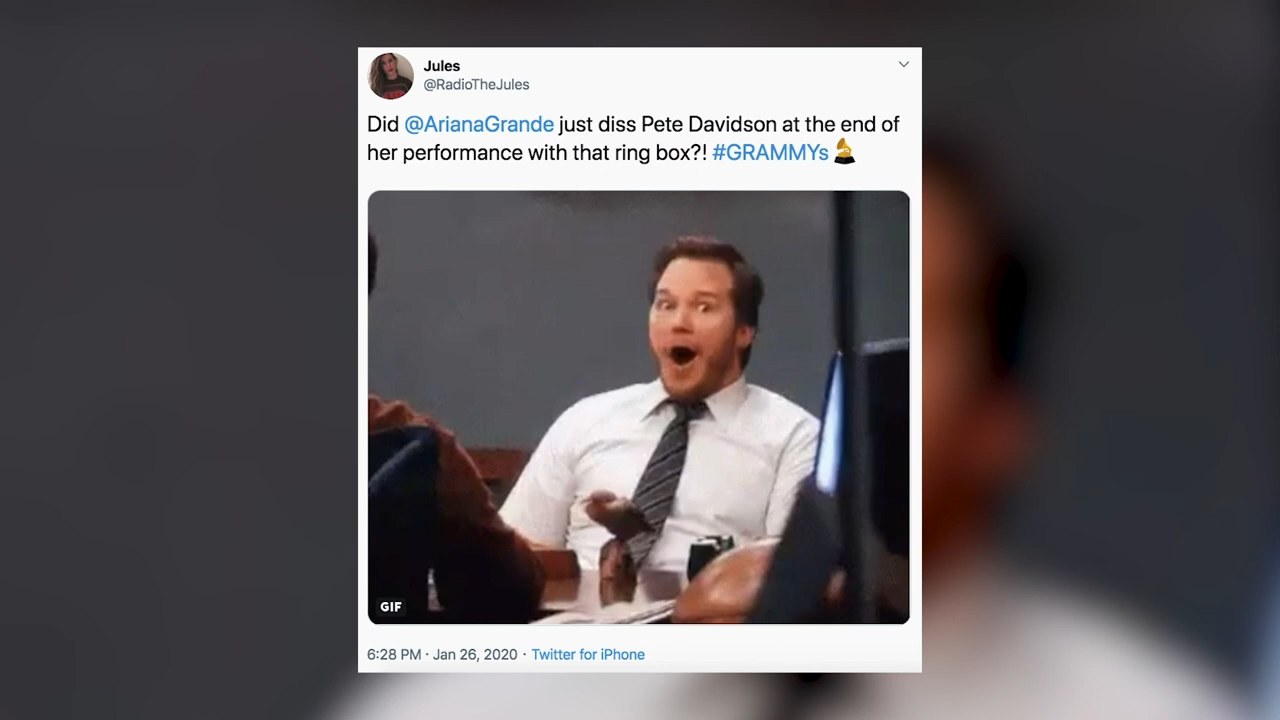 Jules
@RadioTheJules
Did @ArianaGrande just diss Pete Davidson at the end of
her performance with that ring box?! #GRAMMYs
GIF
6:28 PM · Jan 26, 2020 · Twitter for iPhone